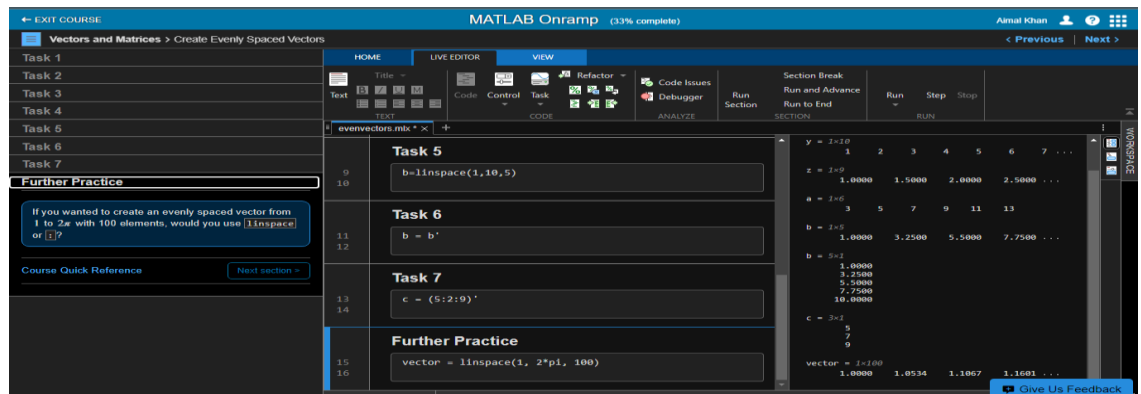 ← EXIT COURSE
MATLAB Onramp (33% complete)
Aimal Khan
Vectors and Matrices > Create Evenly Spaced Vectors
< Previous | Next >
Task 1
Task 2
Task 3
Task 4
Task 5
Task 6
Task 7
Further Practice
If you wanted to create an evenly spaced vector from
1 to 2π with 100 elements, would you use linspace
or : ?
Course Quick Reference
Next section »
HOME LIVE EDITOR VIEW
Text
Title
B I U M
TEXT
Code Control Task
Refactor
CODE
Code Issues
Debugger
ANALYZE
Run
Section
Section Break
Run and Advance
Run to End
SECTION
Run Step Stop
RUN
evenvectors.mlx * × +
WORKSPACE
Task 5
9 b=linspace(1,10,5)
10
Task 6
11 b = b'
12
Task 7
13 c = (5:2:9)'
14
Further Practice
15 vector = linspace(1, 2*pi, 100)
16
y = 1×10
1 2 3 4 5 6 7 ...
z = 1×9
1.0000 1.5000 2.0000 2.5000 ...
a = 1×6
3 5 7 9 11 13
b = 1×5
1.0000 3.2500 5.5000 7.7500 ...
b = 5×1
1.0000
3.2500
5.5000
7.7500
10.0000
c = 3×1
5
7
9
vector = 1×100
1.0000 1.0534 1.1067 1.1601 ...
Give Us Feedback